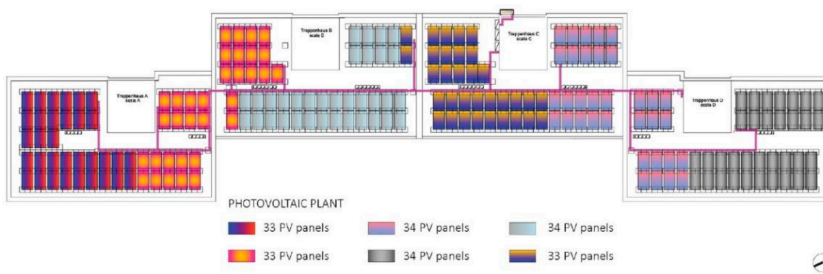 Treppenhaus B
scala B
Treppenhaus C
scala C
Treppenhaus A
scala A
Treppenhaus D
scala D
PHOTOVOLTAIC PLANT
33 PV panels
34 PV panels
34 PV panels
33 PV panels
34 PV panels
33 PV panels